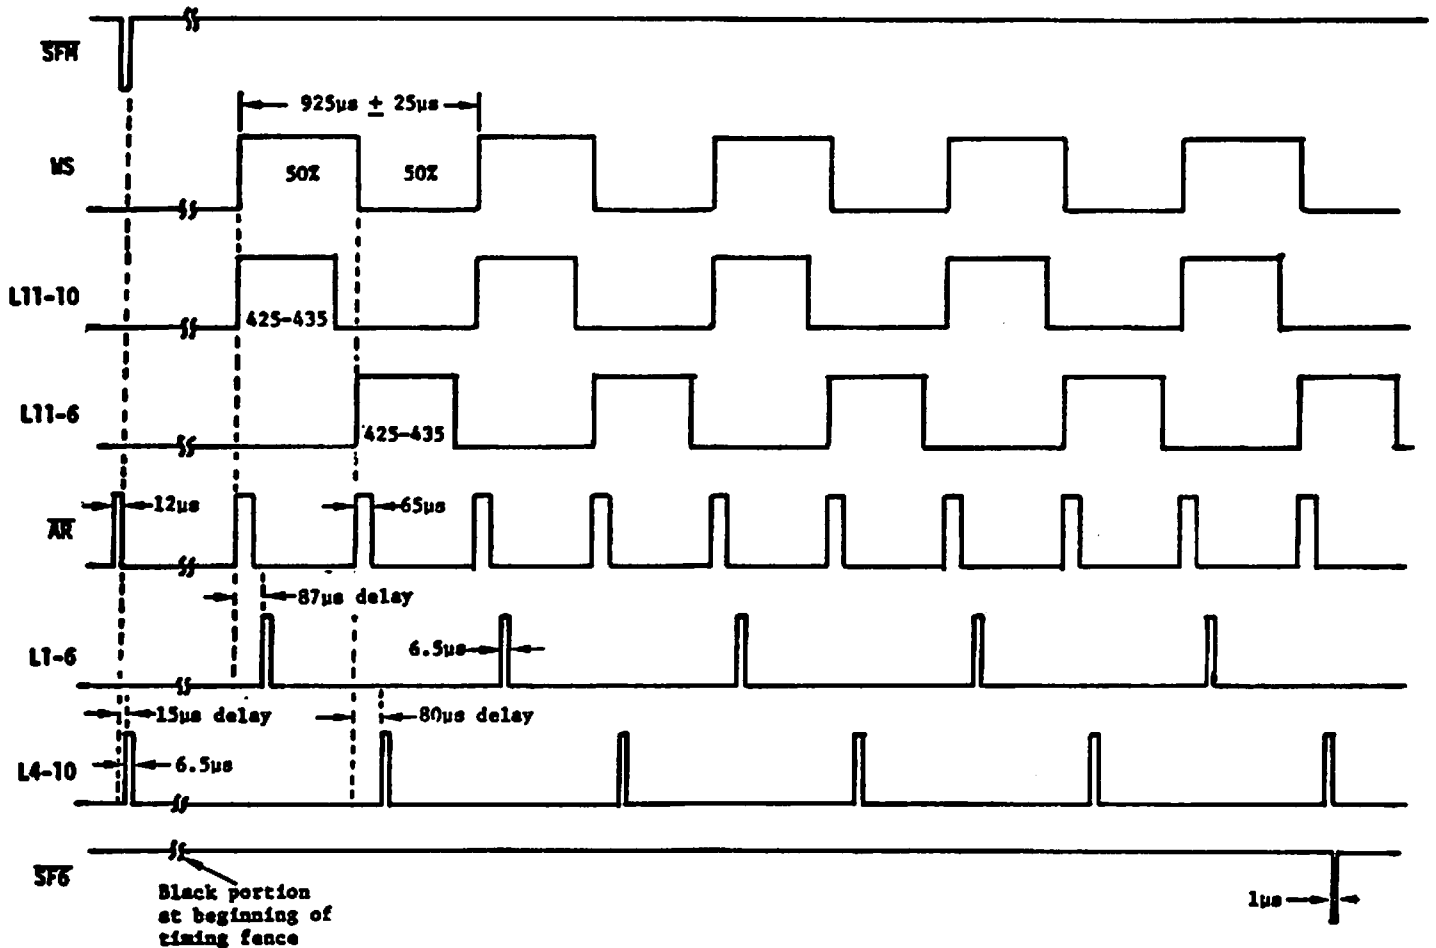 SFM
925µs ± 25µs
WS
50%
50%
L11-10
425-435
L11-6
425-435
12µs
65µs
AR
87µs delay
6.5µs
L1-6
15µs delay
80µs delay
L4-10
6.5µs
SF6
Black portion
at beginning of
timing fence
1µs